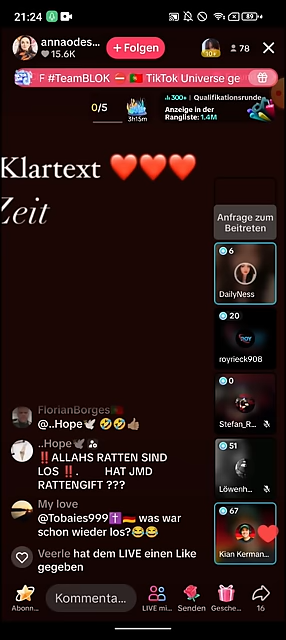 21:24
89
annaodes...
15.6K
+ Folgen
10+
78
F #TeamBLOK 🇵🇹 TikTok Universe ge
0/5
3h15m
300+ | Qualifikationsrunde
Anzeige in der
Rangliste: 1.4M
Klartext ❤️❤️❤️
Zeit
Anfrage zum
Beitreten
6
DailyNess
20
royrieck908
0
Stefan_R...
51
Löwenh...
67
Kian Kerman...
FlorianBorges🇵🇹
@..Hope🕊 🤣🤣👍🏽
..Hope🕊
‼️ALLAHS RATTEN SIND
LOS ‼️. HAT JMD
RATTENGIFT ???
My love
@Tobaies999✝️🇩🇪 was war
schon wieder los?😂😂
Veerle hat dem LIVE einen Like
gegeben
Abonn...
Kommenta...
LIVE mi...
Senden
Gesche...
16